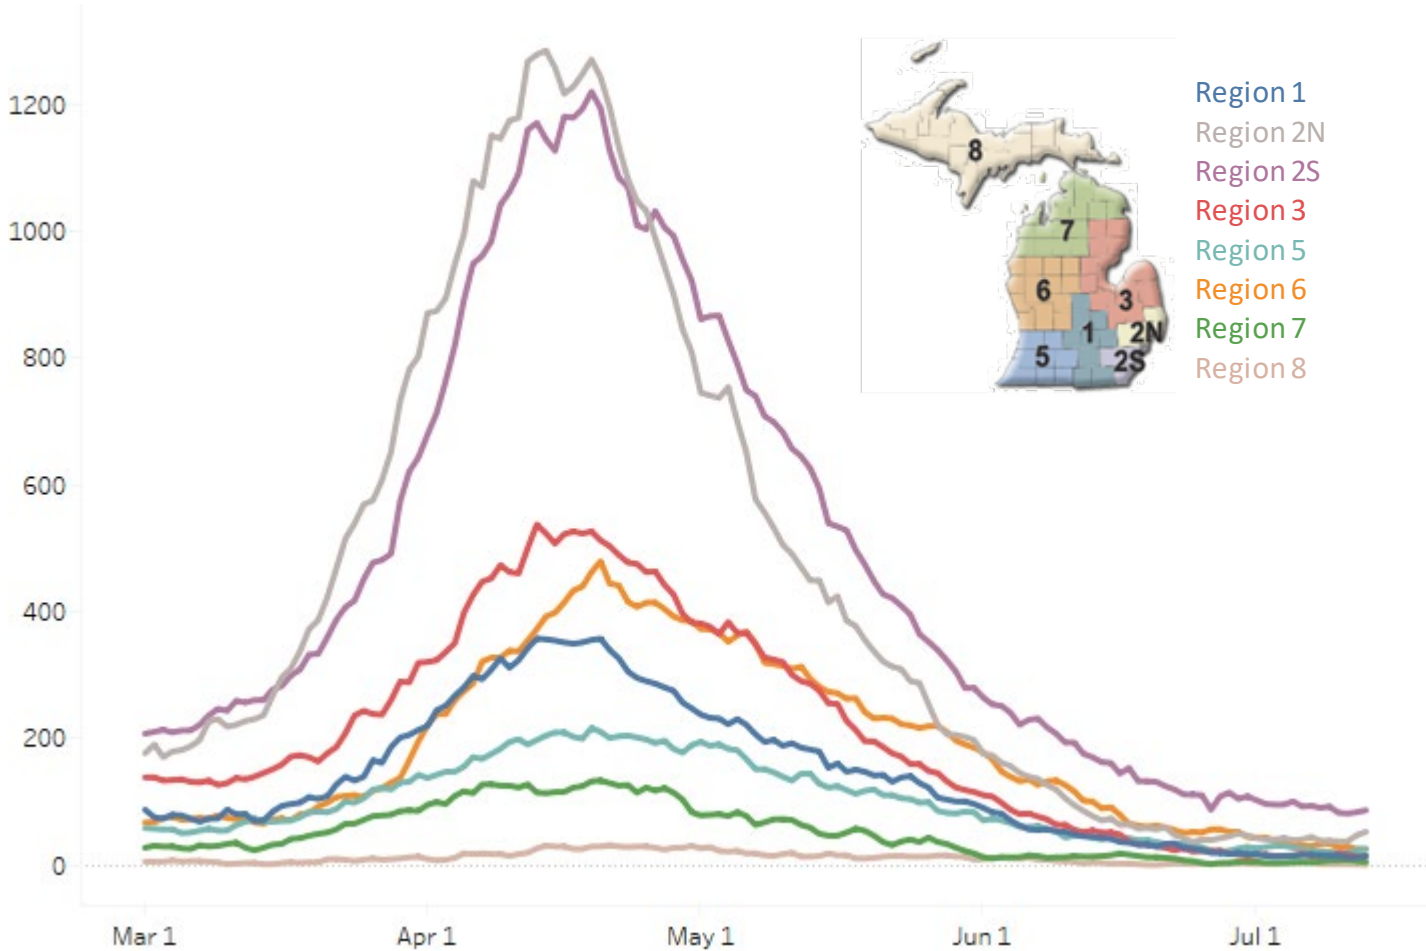 1200
1000
800
600
400
200
0
Mar 1
Apr 1
May 1
Jun 1
Jul 1
8
7
6
3
1
2N
5
2S
Region 1
Region 2N
Region 2S
Region 3
Region 5
Region 6
Region 7
Region 8